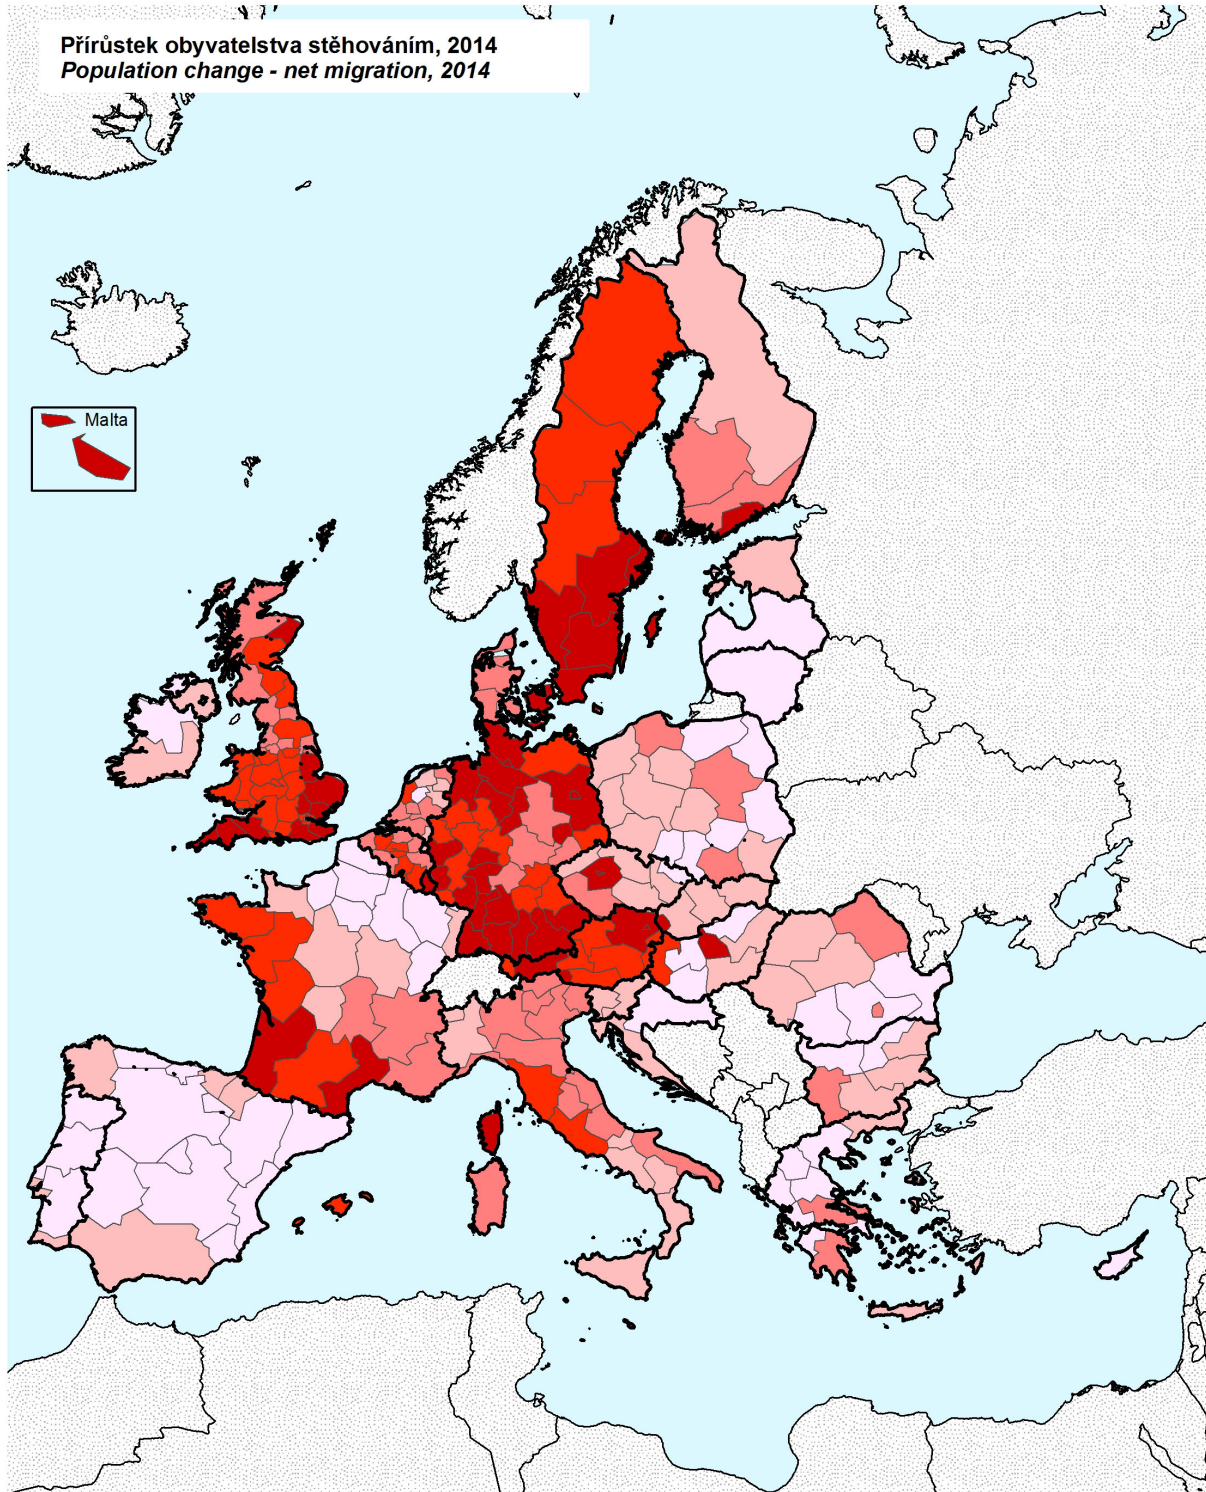 Přírůstek obyvatelstva stěhováním, 2014
Population change - net migration, 2014
Malta